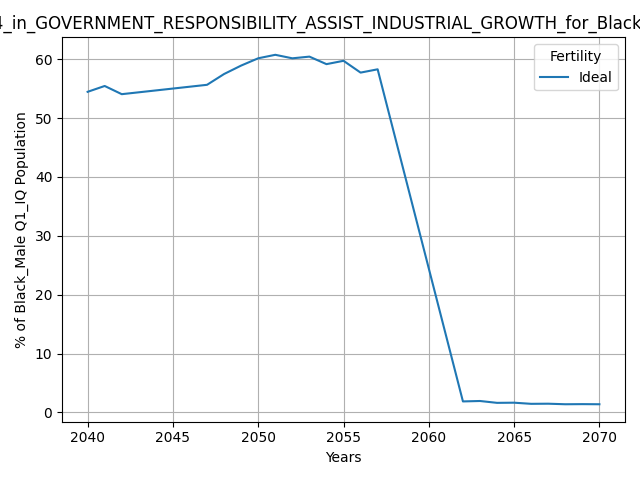 _in_GOVERNMENT_RESPONSIBILITY_ASSIST_INDUSTRIAL_GROWTH_for_Black
Fertility
Ideal
60
50
40
30
20
10
0
% of Black_Male Q1_IQ Population
2040 2045 2050 2055 2060 2065 2070
Years